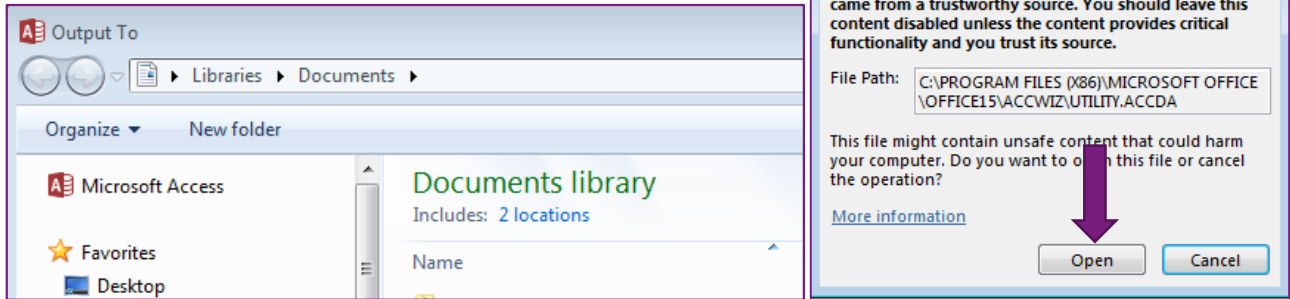 Output To
Libraries Documents
Organize New folder
Microsoft Access
Favorites
Desktop
Documents library
Includes: 2 locations
Name
came from a trustworthy source. You should leave this
content disabled unless the content provides critical
functionality and you trust its source.
File Path: C:\PROGRAM FILES (X86)\MICROSOFT OFFICE
\OFFICE15\ACCWIZ\UTILITY.ACCDA
This file might contain unsafe content that could harm
your computer. Do you want to open this file or cancel
the operation?
More information
Open Cancel